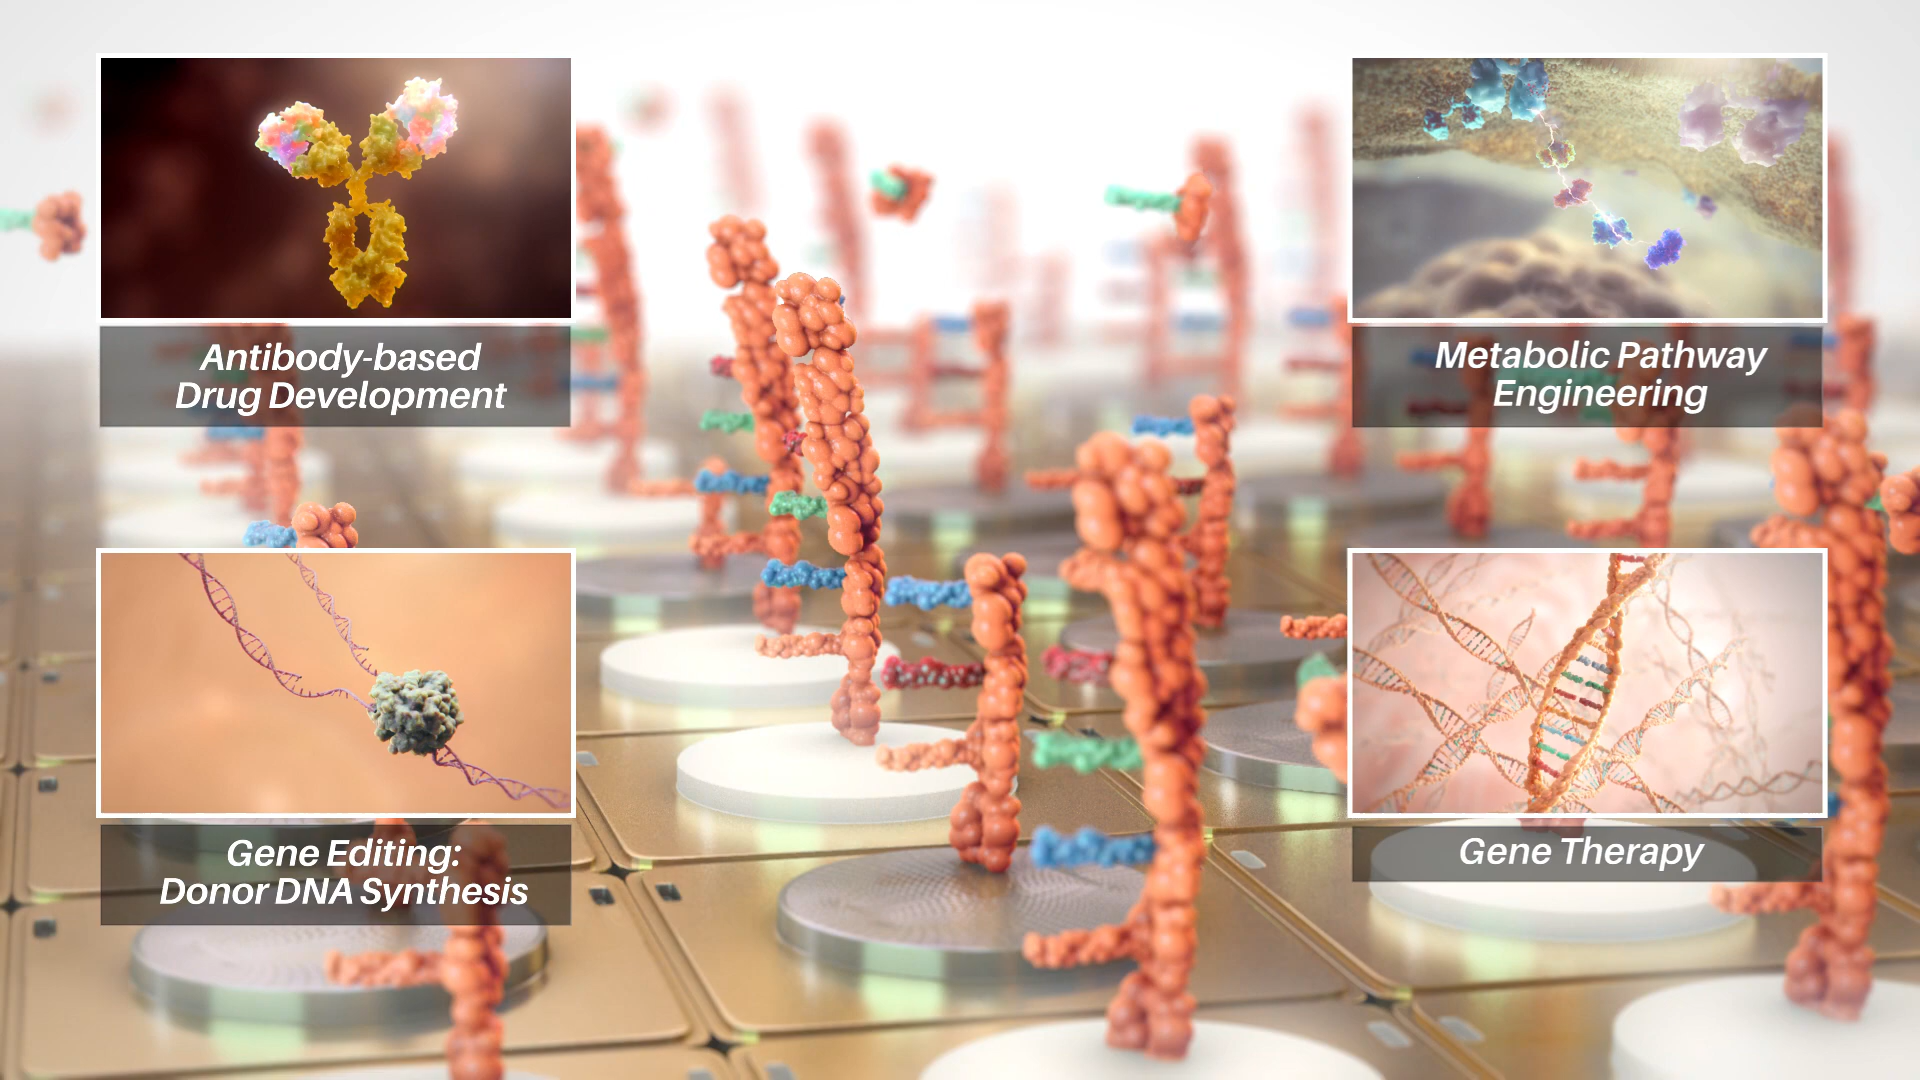 Antibody-based
Drug Development
Metabolic Pathway
Engineering
Gene Editing:
Donor DNA Synthesis
Gene Therapy